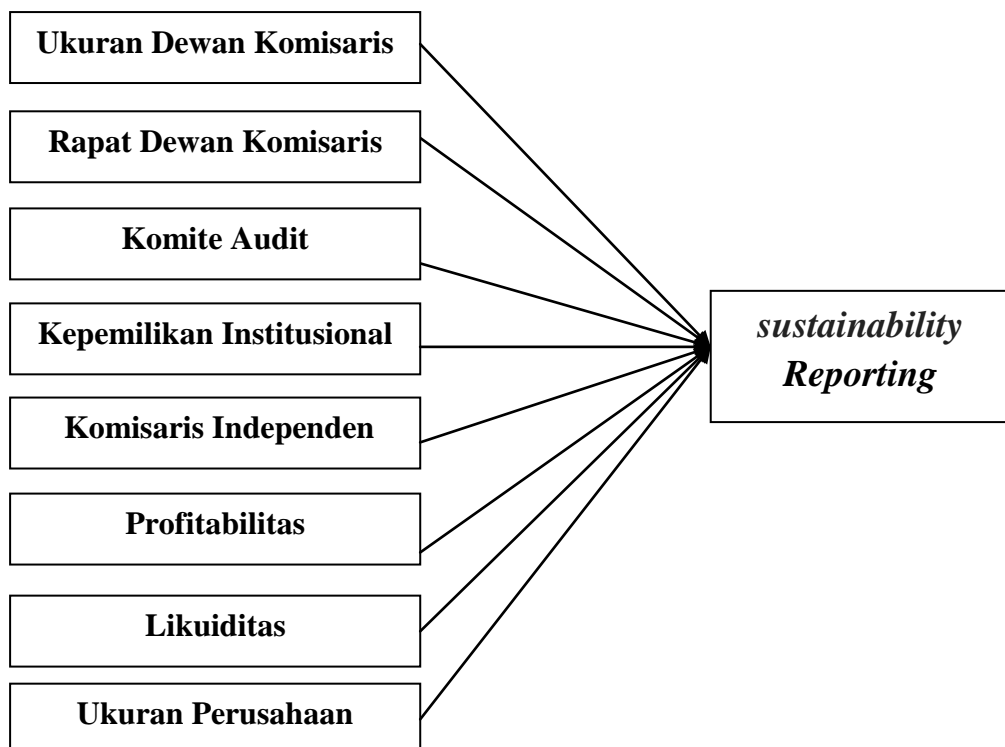 Ukuran Dewan Komisaris
Rapat Dewan Komisaris
Komite Audit
Kepemilikan Institusional
Komisaris Independen
Profitabilitas
Likuiditas
Ukuran Perusahaan
sustainability
Reporting